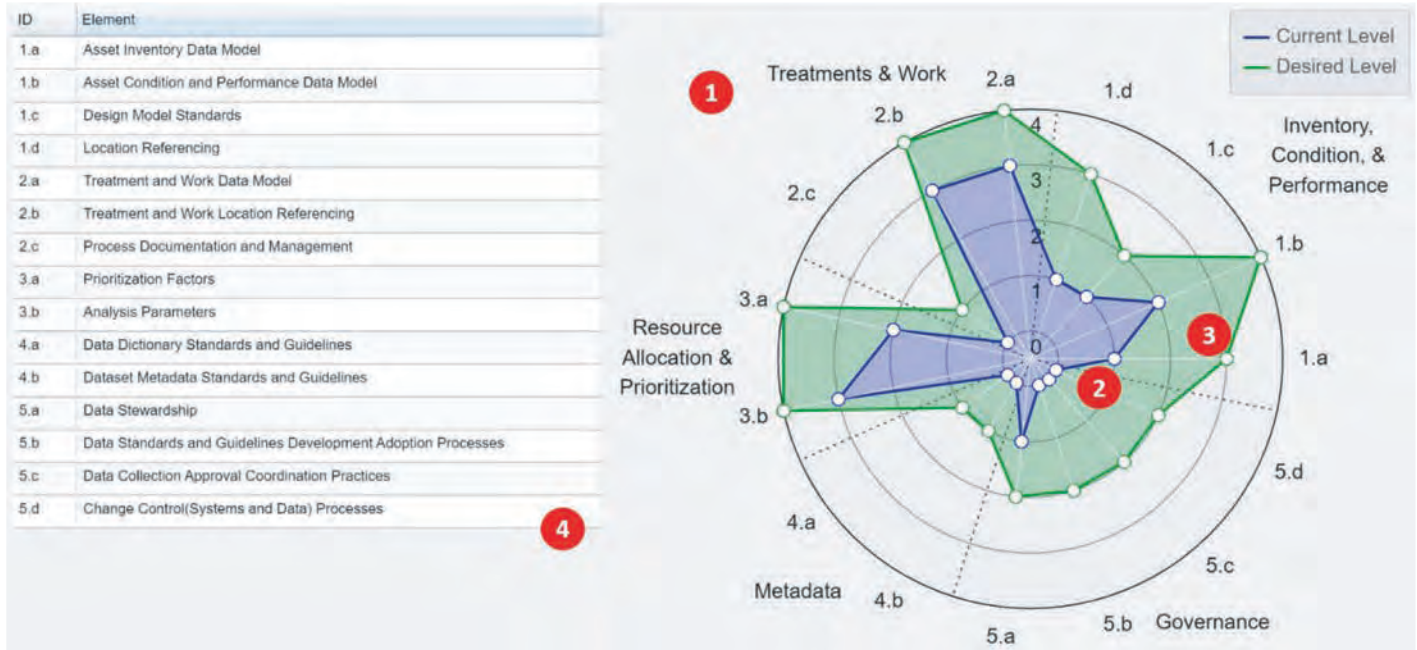 ID Element
1.a Asset Inventory Data Model
1.b Asset Condition and Performance Data Model
1.c Design Model Standards
1.d Location Referencing
2.a Treatment and Work Data Model
2.b Treatment and Work Location Referencing
2.c Process Documentation and Management
3.a Prioritization Factors
3.b Analysis Parameters
4.a Data Dictionary Standards and Guidelines
4.b Dataset Metadata Standards and Guidelines
5.a Data Stewardship
5.b Data Standards and Guidelines Development Adoption Processes
5.c Data Collection Approval Coordination Practices
5.d Change Control(Systems and Data) Processes
4
1
Current Level
Desired Level
Treatments & Work
Inventory,
Condition, &
Performance
Resource
Allocation &
Prioritization
Metadata
Governance
2.a
1.d
2.b
1.c
2.c
1.b
3.a
1.a
3.b
5.d
4.a
5.c
4.b
5.b
5.a
4
3
2
1
0
3
2